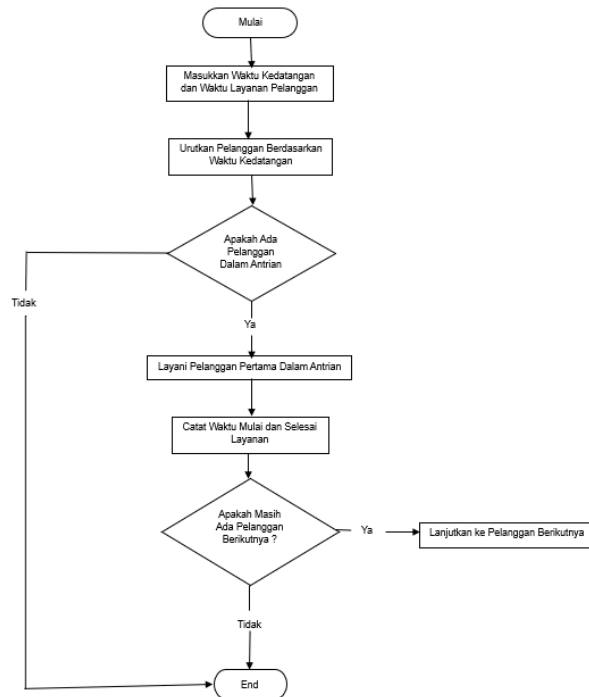 Mulai
Masukkan Waktu Kedatangan
dan Waktu Layanan Pelanggan
Urutkan Pelanggan Berdasarkan
Waktu Kedatangan
Apakah Ada
Pelanggan
Dalam Antrian
Tidak
Ya
Layani Pelanggan Pertama Dalam Antrian
Catat Waktu Mulai dan Selesai
Layanan
Apakah Masih
Ada Pelanggan
Berikutnya ?
Ya
Lanjutkan ke Pelanggan Berikutnya
Tidak
End